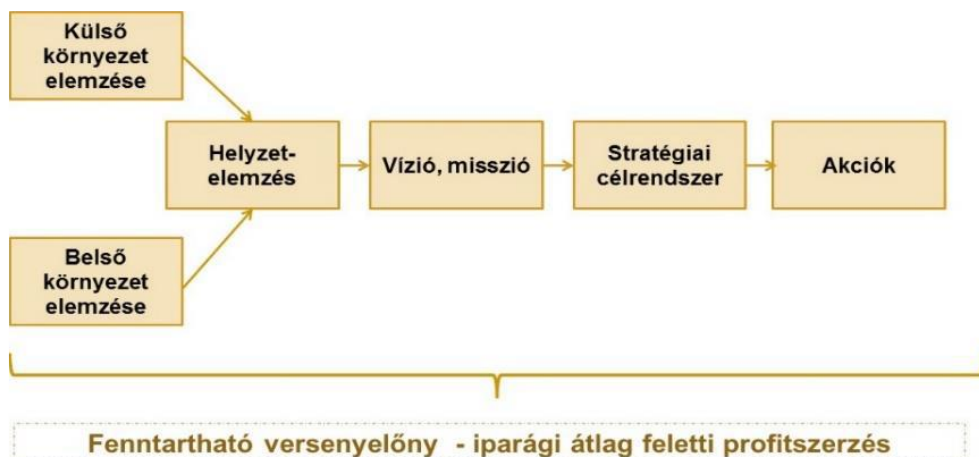 Külső
környezet
elemzése
Helyzet-
elemzés
Vízió, misszió
Stratégiai
célrendszer
Akciók
Belső
környezet
elemzése
Fenntartható versenyelőny - iparági átlag feletti profitszerzés